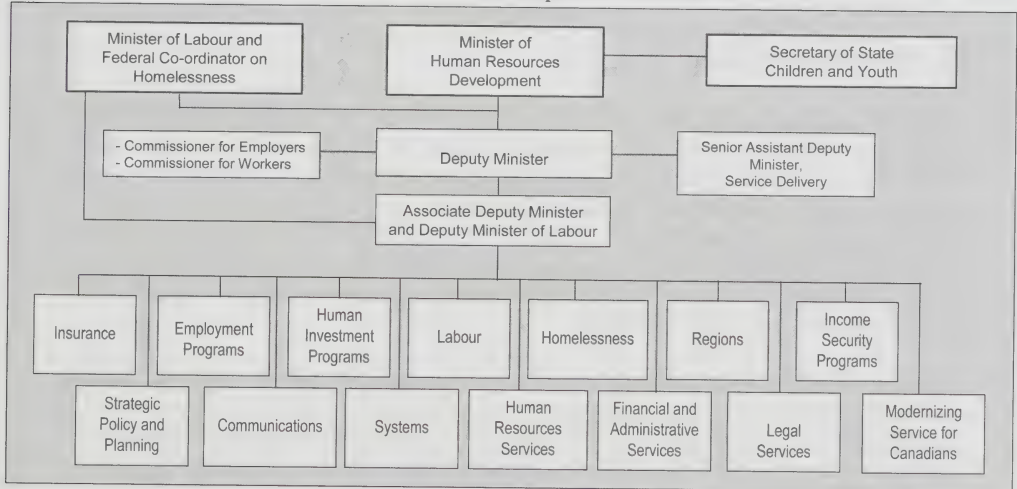 Minister of Labour and
Federal Co-ordinator on
Homelessness
Minister of
Human Resources
Development
Secretary of State
Children and Youth
- Commissioner for Employers
- Commissioner for Workers
Deputy Minister
Senior Assistant Deputy
Minister,
Service Delivery
Associate Deputy Minister
and Deputy Minister of Labour
Insurance
Employment
Programs
Human
Investment
Programs
Labour
Homelessness
Regions
Income
Security
Programs
Strategic
Policy and
Planning
Communications
Systems
Human
Resources
Services
Financial and
Administrative
Services
Legal
Services
Modernizing
Service for
Canadians